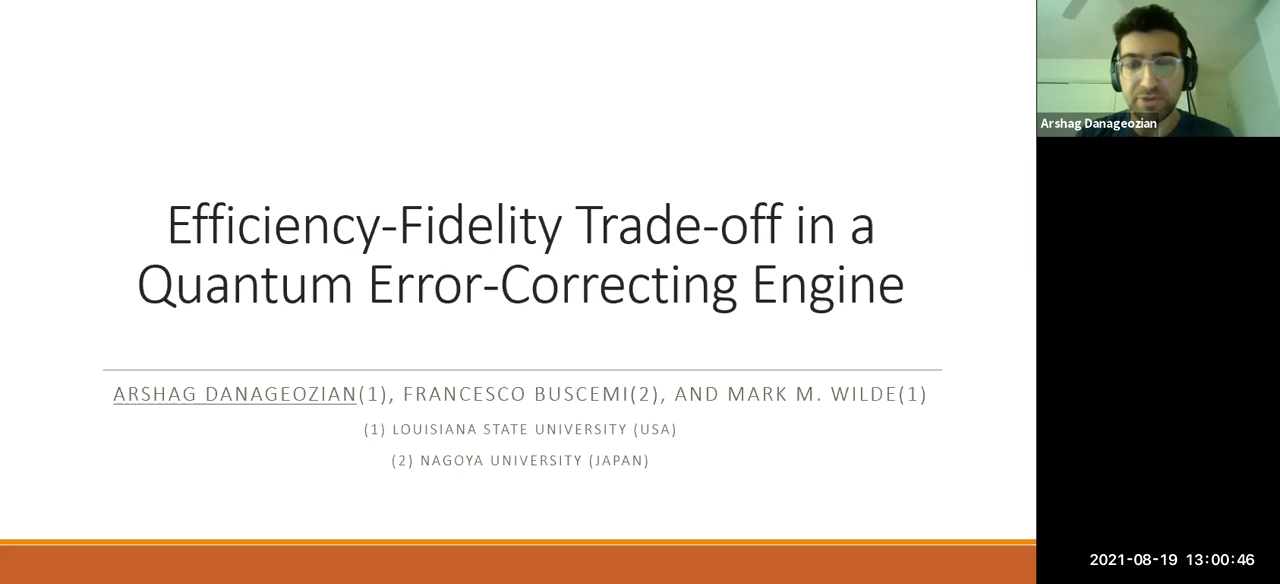 Efficiency-Fidelity Trade-off in a
Quantum Error-Correcting Engine
ARSHAG DANAGEOZIAN(1), FRANCESCO BUSCEMI(2), AND MARK M. WILDE(1)
(1) LOUISIANA STATE UNIVERSITY (USA)
(2) NAGOYA UNIVERSITY (JAPAN)
Arshag Danageozian
2021-08-19 13:00:46